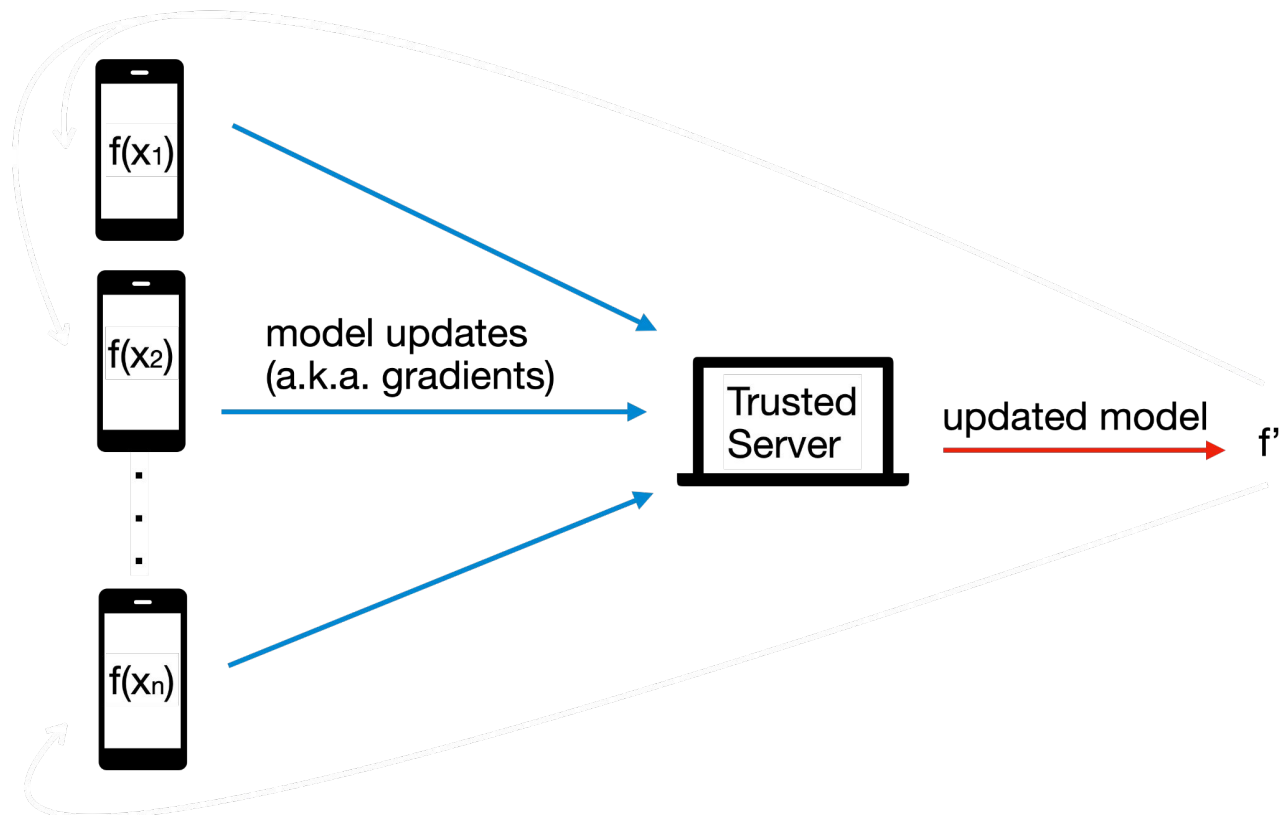 f(x₁)
f(x₂)
model updates
(a.k.a. gradients)
Trusted
Server
updated model
f'
f(xₙ)